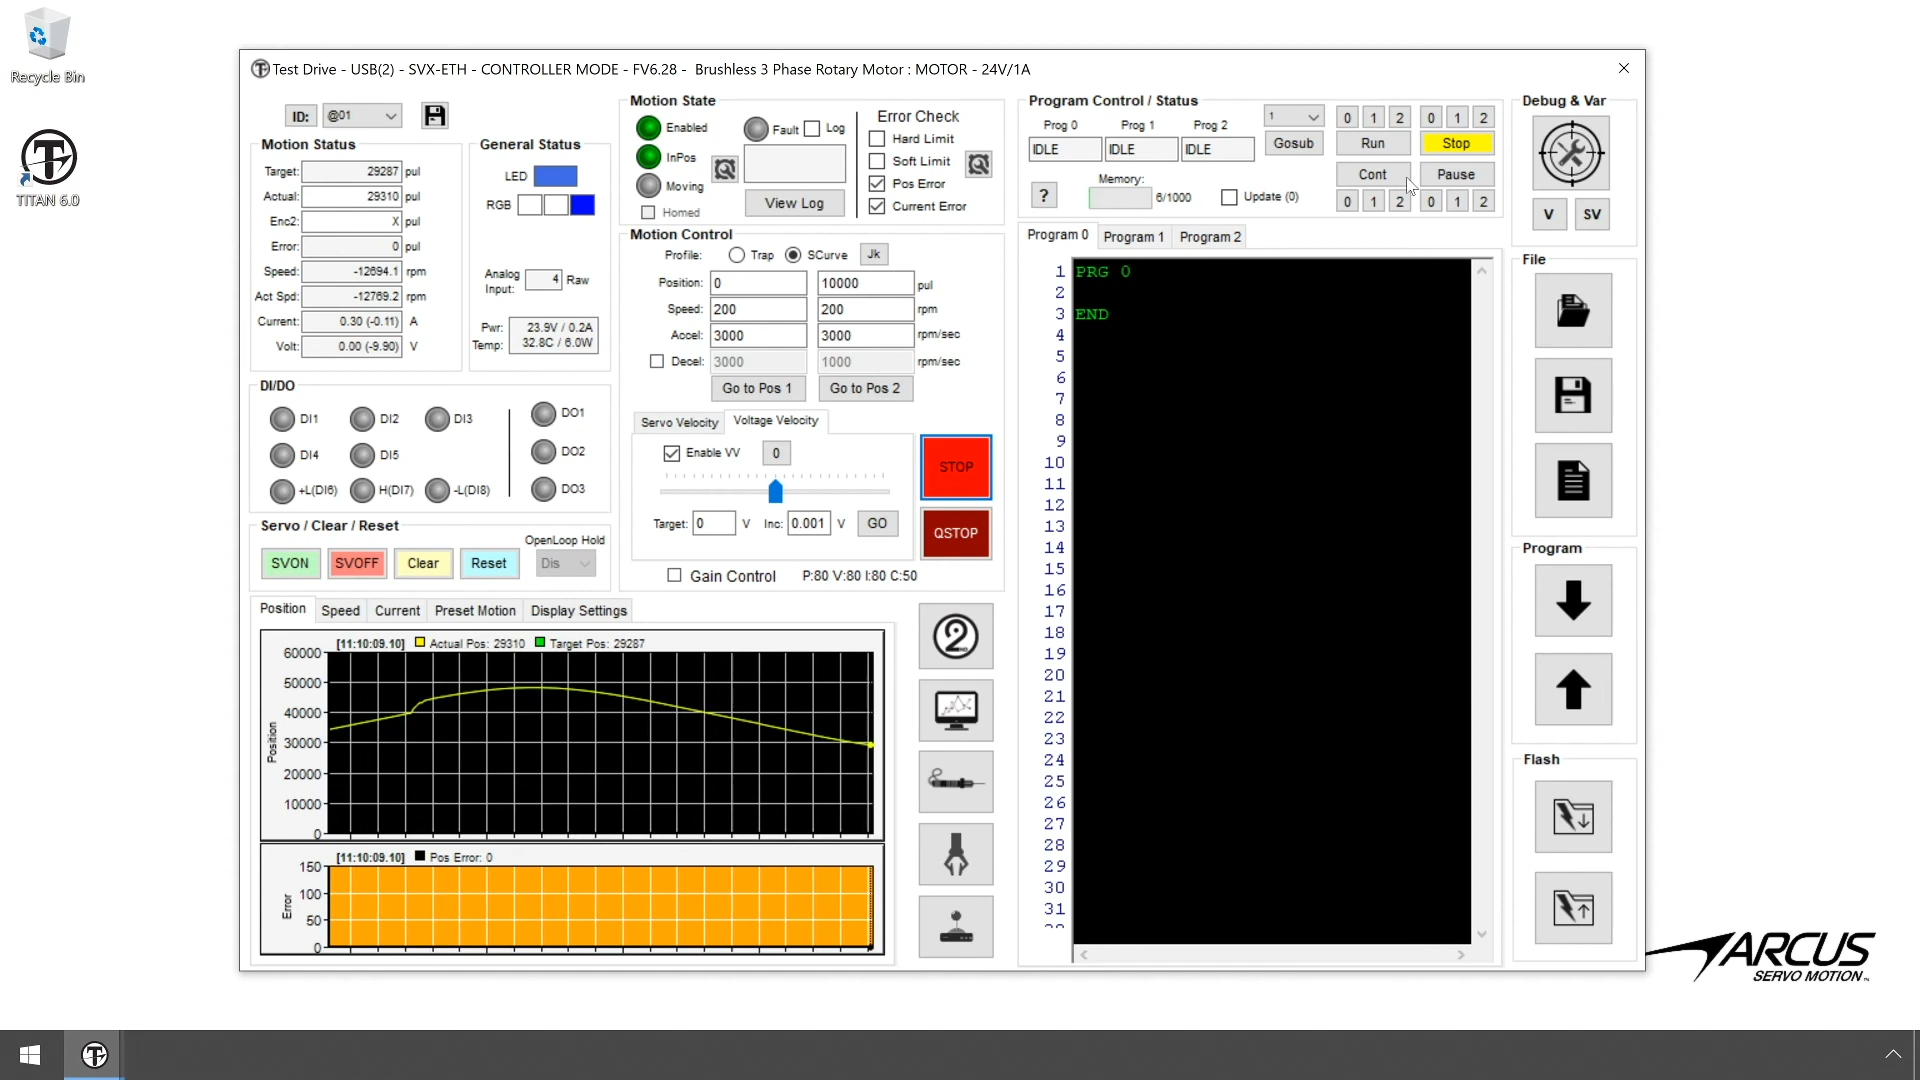 Recycle Bin
TITAN 6.0
Test Drive - USB(2) - SVX-ETH - CONTROLLER MODE - FV6.28 - Brushless 3 Phase Rotary Motor : MOTOR - 24V/1A
ID: @01
Motion Status
Target: 29287 pul
Actual: 29310 pul
Enc2: X pul
Error: 0 pul
Speed: -12694.1 rpm
Act Spd: -12769.2 rpm
Current: 0.30 (-0.11) A
Volt: 0.00 (-9.90) V
General Status
LED
RGB
Analog Input: 4 Raw
Pwr: 23.9V / 0.2A
Temp: 32.8C / 6.0W
DI/DO
DI1 DI2 DI3 DO1
DI4 DI5 DO2
+L(DI6) H(DI7) -L(DI8) DO3
Servo / Clear / Reset
OpenLoop Hold
SVON SVOFF Clear Reset Dis
Motion State
Enabled Fault Log
InPos
Moving
Homed View Log
Error Check
Hard Limit
Soft Limit
Pos Error
Current Error
Motion Control
Profile: Trap SCurve Jk
Position: 0 10000 pul
Speed: 200 200 rpm
Accel: 3000 3000 rpm/sec
Decel: 3000 1000 rpm/sec
Go to Pos 1 Go to Pos 2
Servo Velocity Voltage Velocity
Enable VV 0
Target: 0 V Inc: 0.001 V GO
STOP
QSTOP
Gain Control P:80 V:80 I:80 C:50
Position Speed Current Preset Motion Display Settings
[11:10:09.10] Actual Pos: 29310 Target Pos: 29287
Position
60000
50000
40000
30000
20000
10000
0
[11:10:09.10] Pos Error: 0
Error
150
100
50
0
Program Control / Status
Prog 0 Prog 1 Prog 2
IDLE IDLE IDLE
1
Gosub
0 1 2 0 1 2
Run Stop
Cont Pause
0 1 2 0 1 2
? Memory: 6/1000 Update (0)
Program 0 Program 1 Program 2
1 PRG 0
2
3 END
4
5
6
7
8
9
10
11
12
13
14
15
16
17
18
19
20
21
22
23
24
25
26
27
28
29
30
31
Debug & Var
V SV
File
Program
Flash
ARCUS
SERVO MOTION